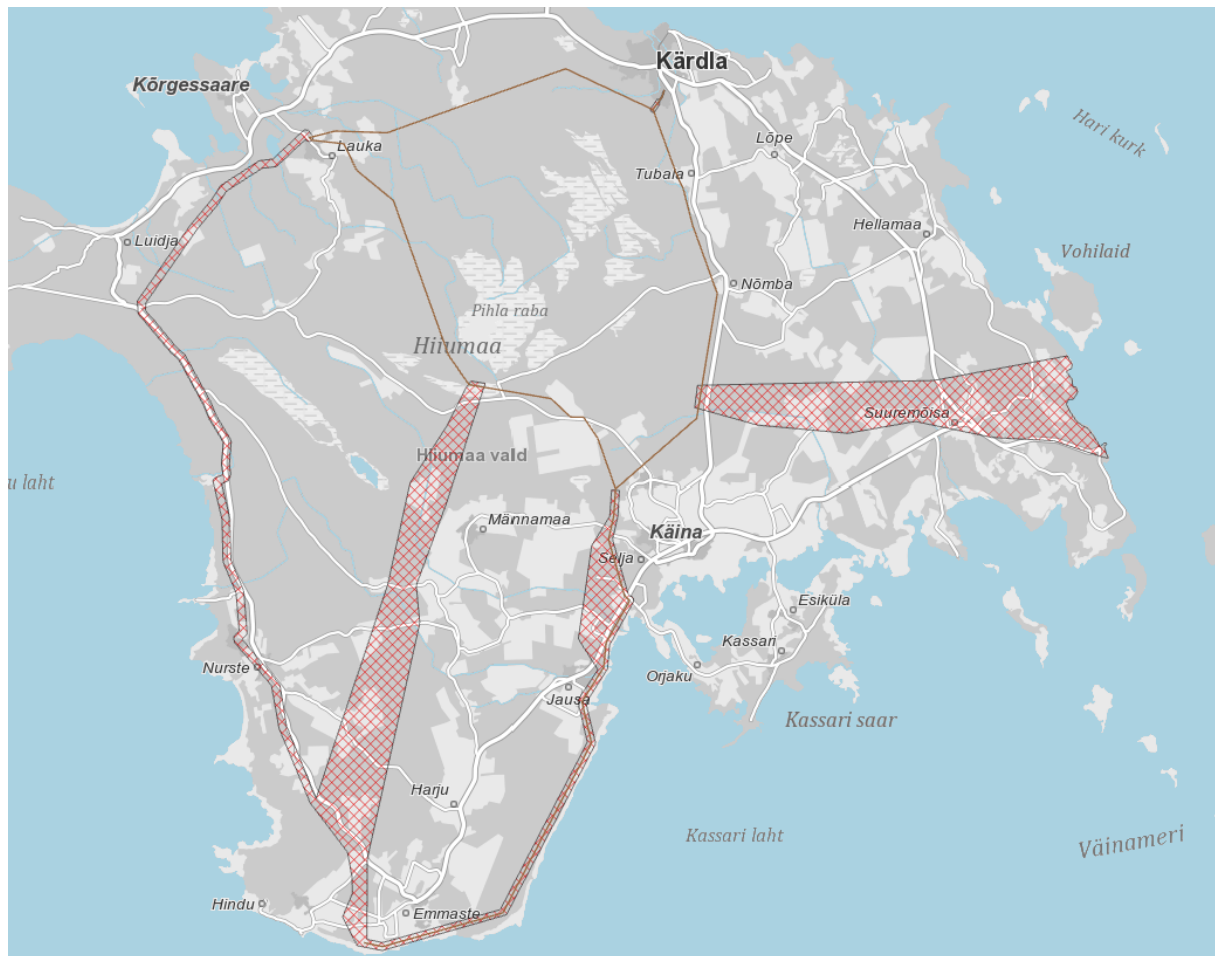 Kärdla
Kõrgessaare
Hari kurk
Lõpe
Lauka
Tubala
Hellamaa
Luidja
Vohilaid
Nõmba
Pihla raba
Hiiumaa
Suuremõisa
Hiiumaa vald
u laht
Männamaa
Käina
Selja
Esiküla
Kassari
Nurste
Orjaku
Jausa
Kassari saar
Harju
Kassari laht
Väinameri
Hindu
Emmaste